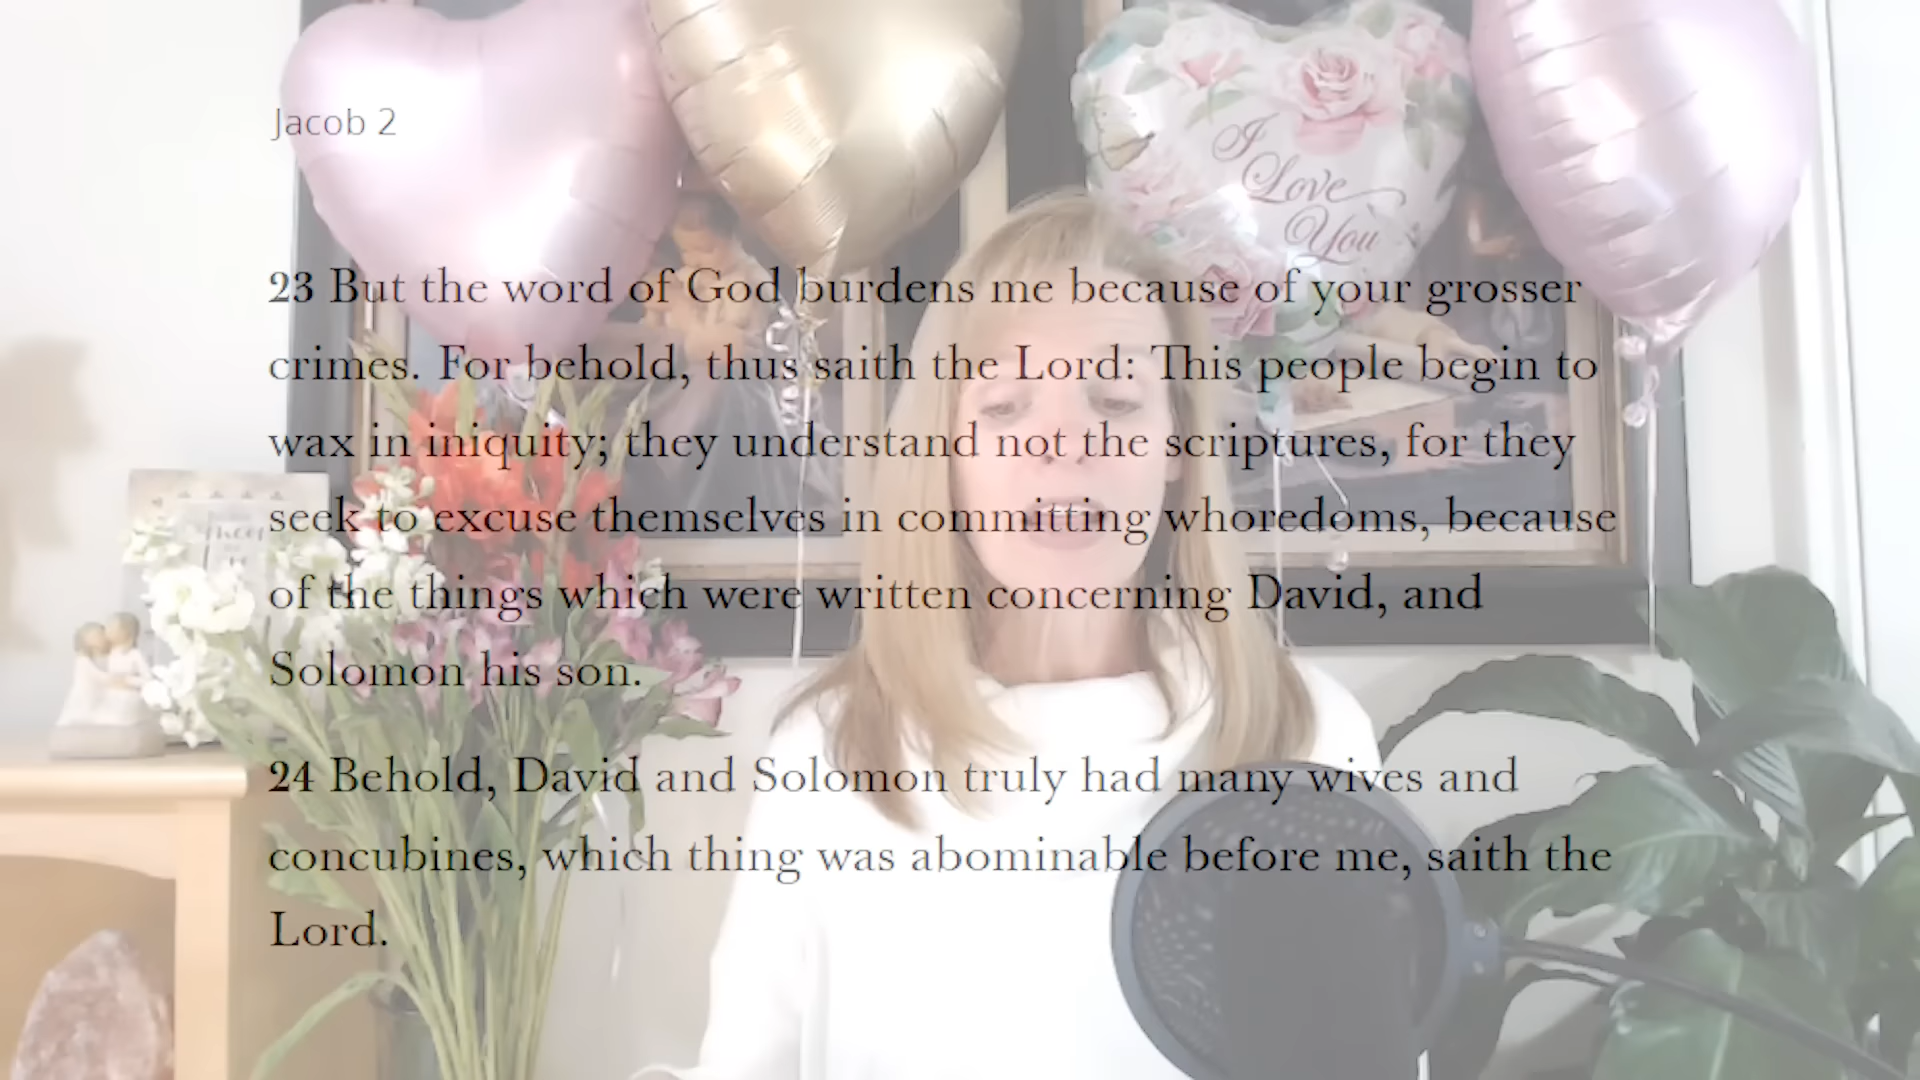 Jacob 2
I
Love
You
23 But the word of God burdens me because of your grosser
crimes. For behold, thus saith the Lord: This people begin to
wax in iniquity; they understand not the scriptures, for they
seek to excuse themselves in committing whoredoms, because
of the things which were written concerning David, and
Solomon his son.
24 Behold, David and Solomon truly had many wives and
concubines, which thing was abominable before me, saith the
Lord.